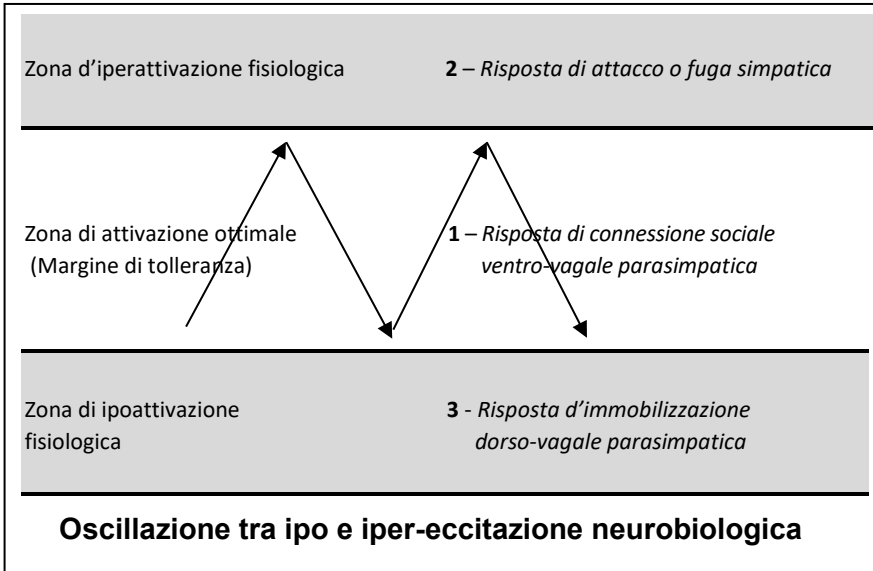 Zona d'iperattivazione fisiologica 2 – Risposta di attacco o fuga simpatica
Zona di attivazione ottimale 1 – Risposta di connessione sociale
(Margine di tolleranza) ventro-vagale parasimpatica
Zona di ipoattivazione 3 - Risposta d'immobilizzazione
fisiologica dorso-vagale parasimpatica
Oscillazione tra ipo e iper-eccitazione neurobiologica